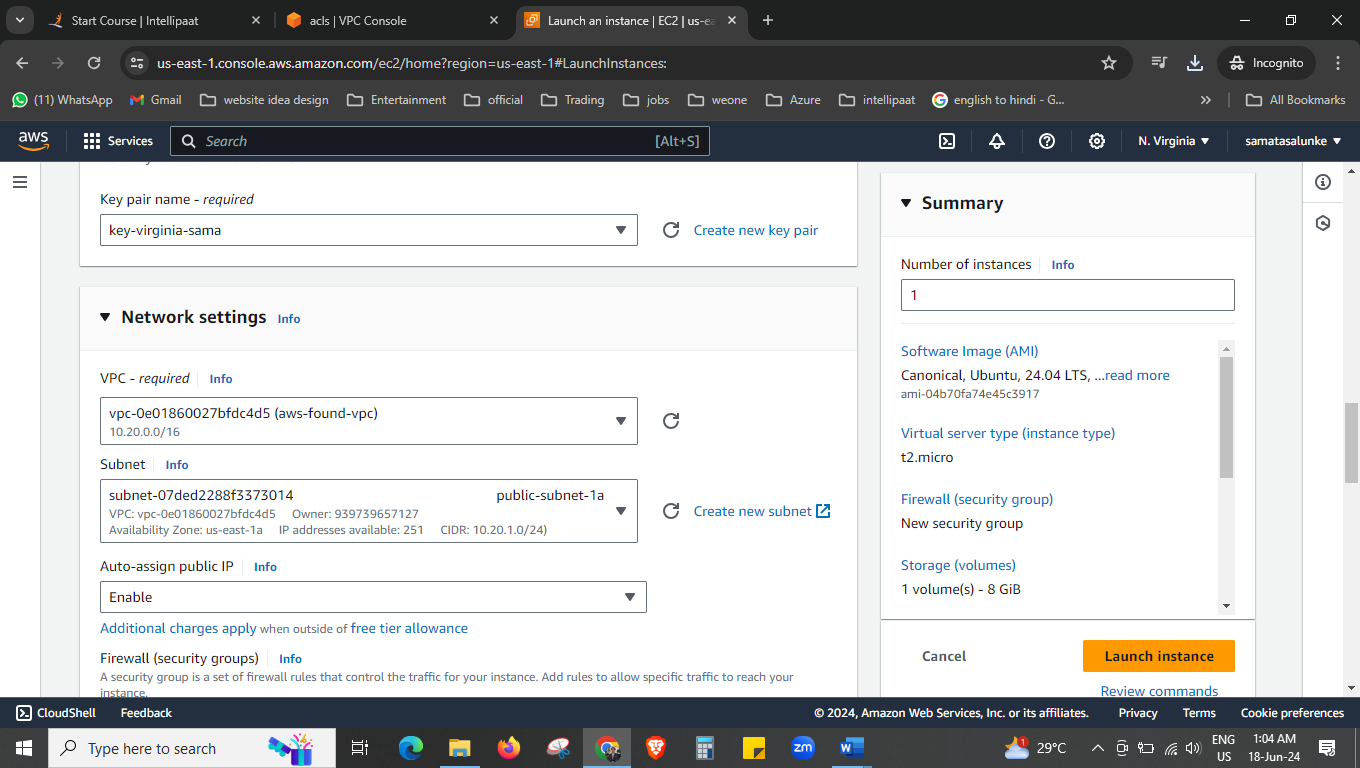 Start Course | Intellipaat
acls | VPC Console
Launch an instance | EC2 | us-ea
us-east-1.console.aws.amazon.com/ec2/home?region=us-east-1#LaunchInstances:
Incognito
(11) WhatsApp
Gmail
website idea design
Entertainment
official
Trading
jobs
weone
Azure
intellipaat
english to hindi - G...
All Bookmarks
aws
Services
Search
[Alt+S]
N. Virginia
samatasalunke
Key pair name - required
key-virginia-sama
Create new key pair
Network settings Info
VPC - required Info
vpc-0e01860027bfdc4d5 (aws-found-vpc)
10.20.0.0/16
Subnet Info
subnet-07ded2288f3373014 public-subnet-1a
VPC: vpc-0e01860027bfdc4d5 Owner: 939739657127
Availability Zone: us-east-1a IP addresses available: 251 CIDR: 10.20.1.0/24)
Create new subnet
Auto-assign public IP Info
Enable
Additional charges apply when outside of free tier allowance
Firewall (security groups) Info
A security group is a set of firewall rules that control the traffic for your instance. Add rules to allow specific traffic to reach your
instance.
Summary
Number of instances Info
1
Software Image (AMI)
Canonical, Ubuntu, 24.04 LTS, ...read more
ami-04b70fa74e45c3917
Virtual server type (instance type)
t2.micro
Firewall (security group)
New security group
Storage (volumes)
1 volume(s) - 8 GiB
Cancel
Launch instance
Review commands
CloudShell
Feedback
© 2024, Amazon Web Services, Inc. or its affiliates.
Privacy
Terms
Cookie preferences
Type here to search
zm
W
1
29°C
ENG
US
1:04 AM
18-Jun-24